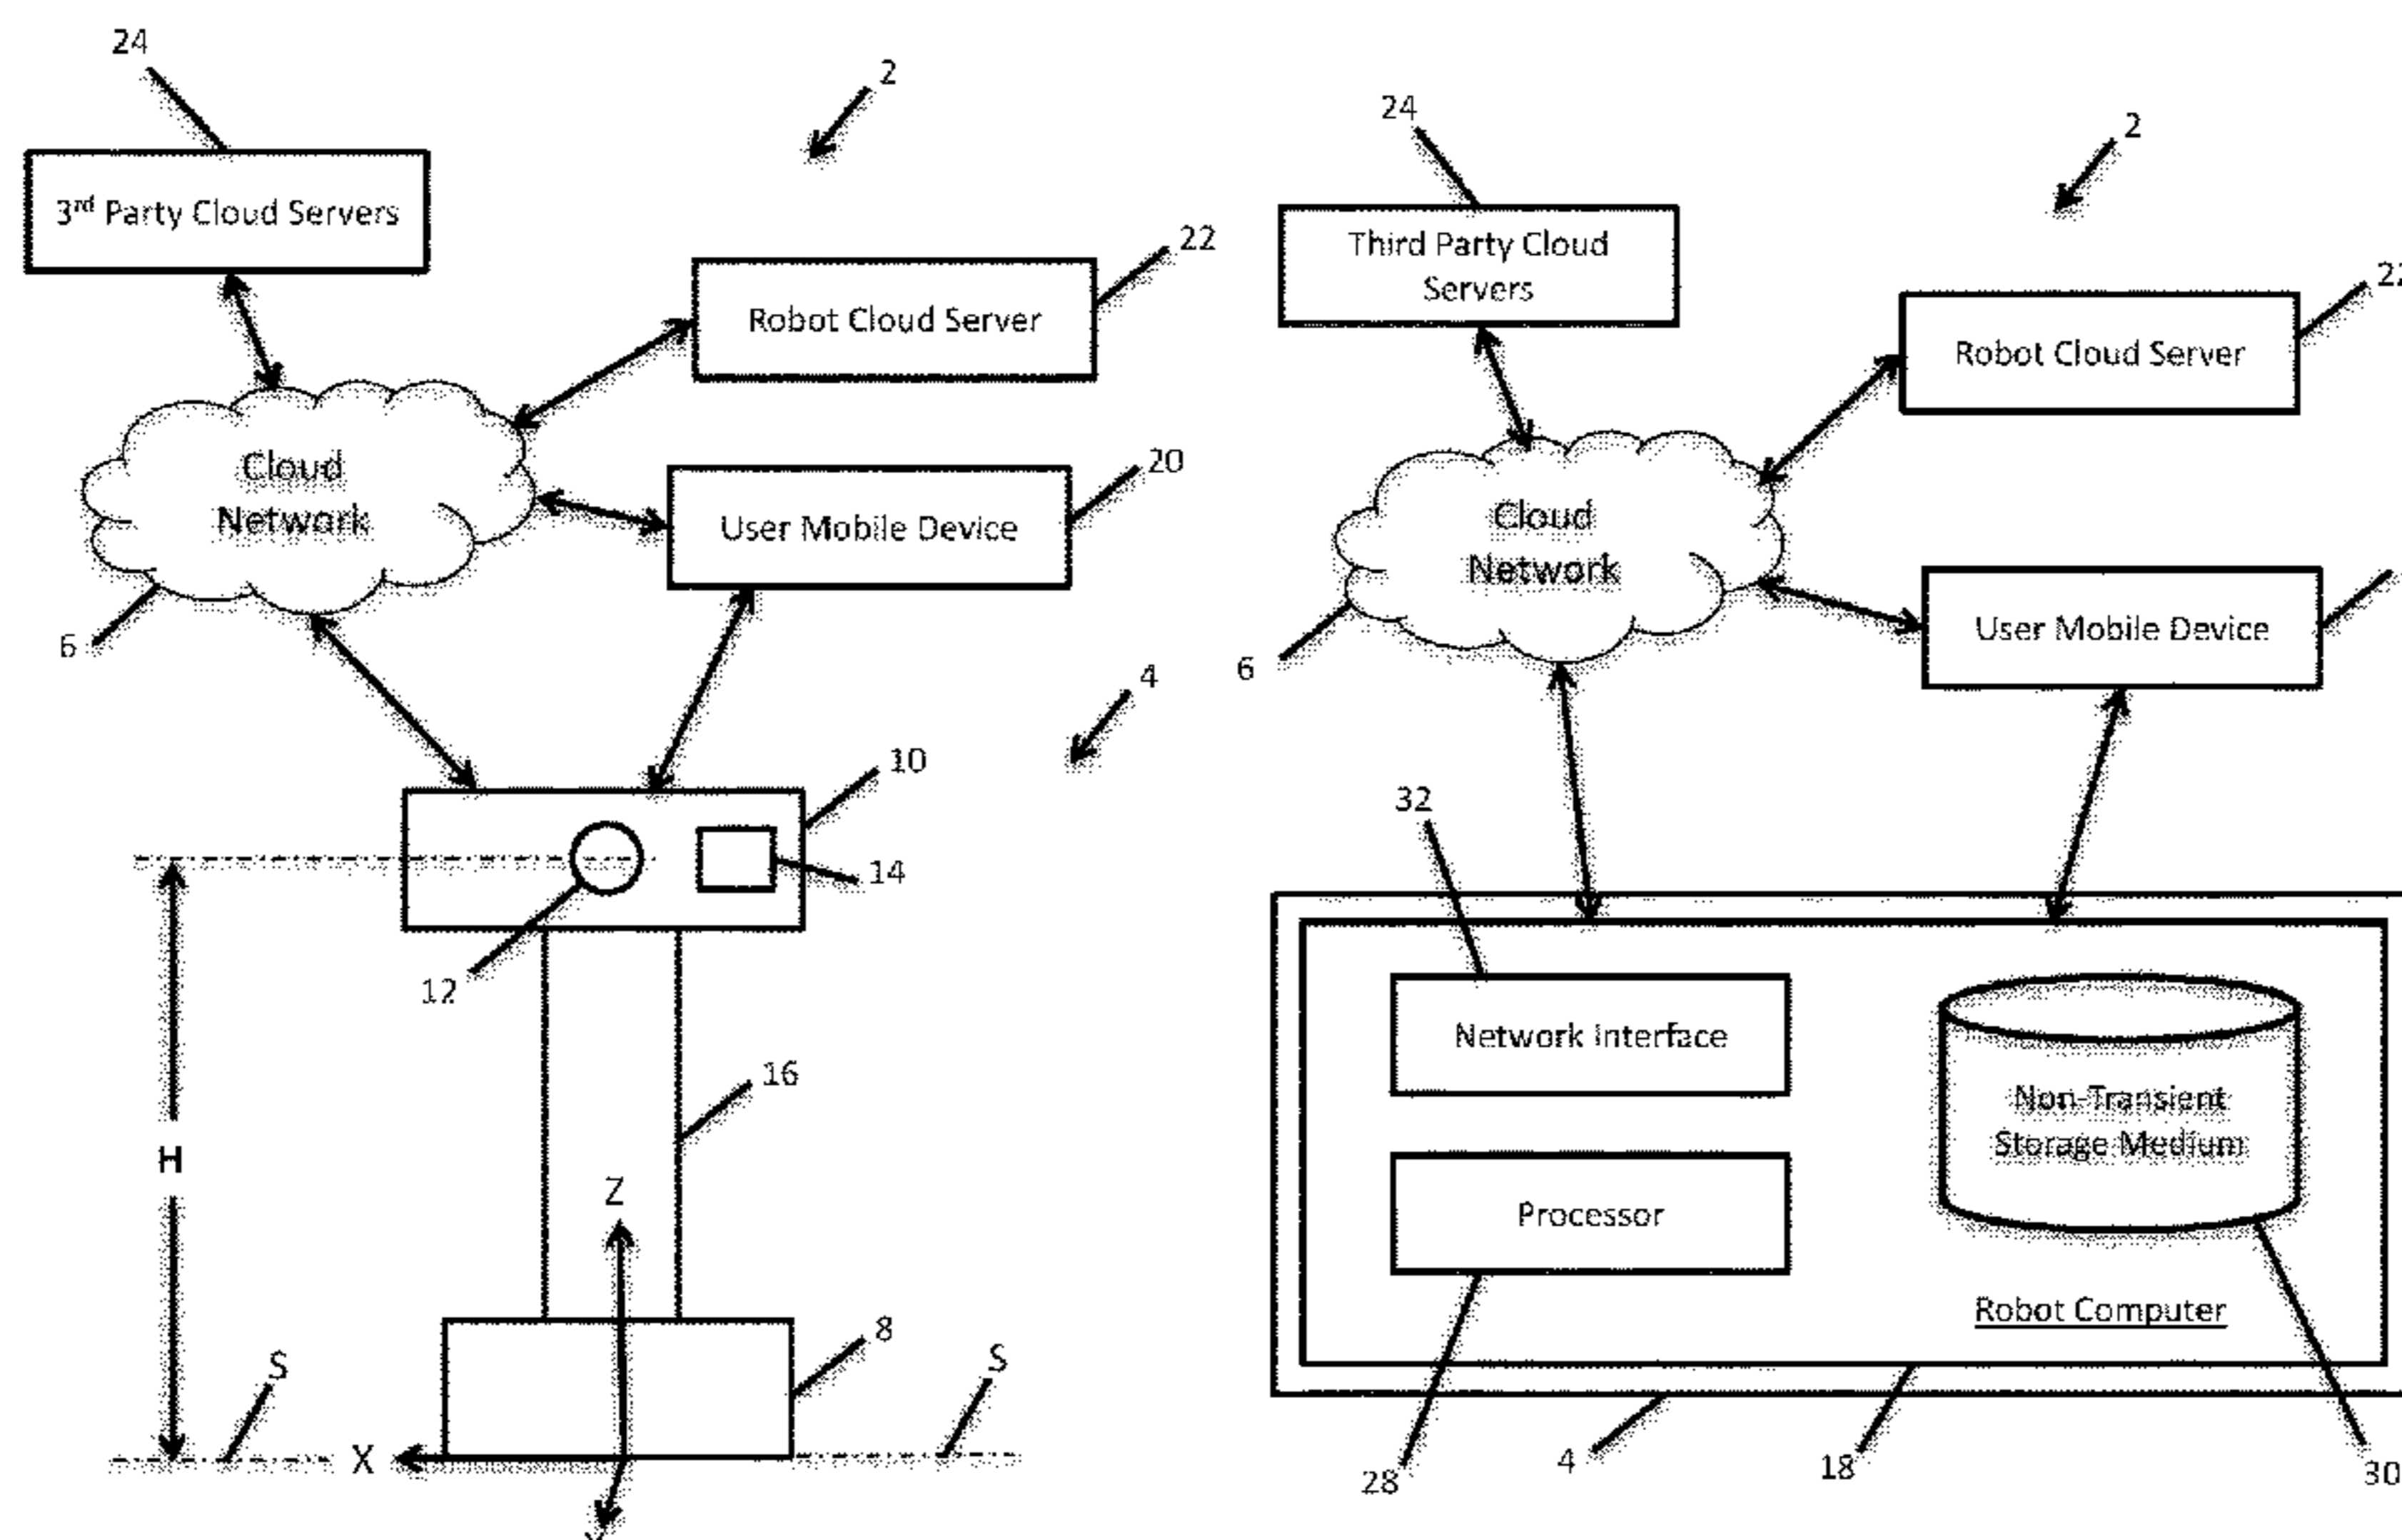 24
2
3rd Party Cloud Servers
22
Robot Cloud Server
Cloud
Network
20
User Mobile Device
6
4
10
14
12
H
16
Z
8
S
S
X
24
2
Third Party Cloud
Servers
22
Robot Cloud Server
Cloud
Network
User Mobile Device
6
32
Network Interface
Non-Transient
Storage Medium
Processor
Robot Computer
28
4
18
30